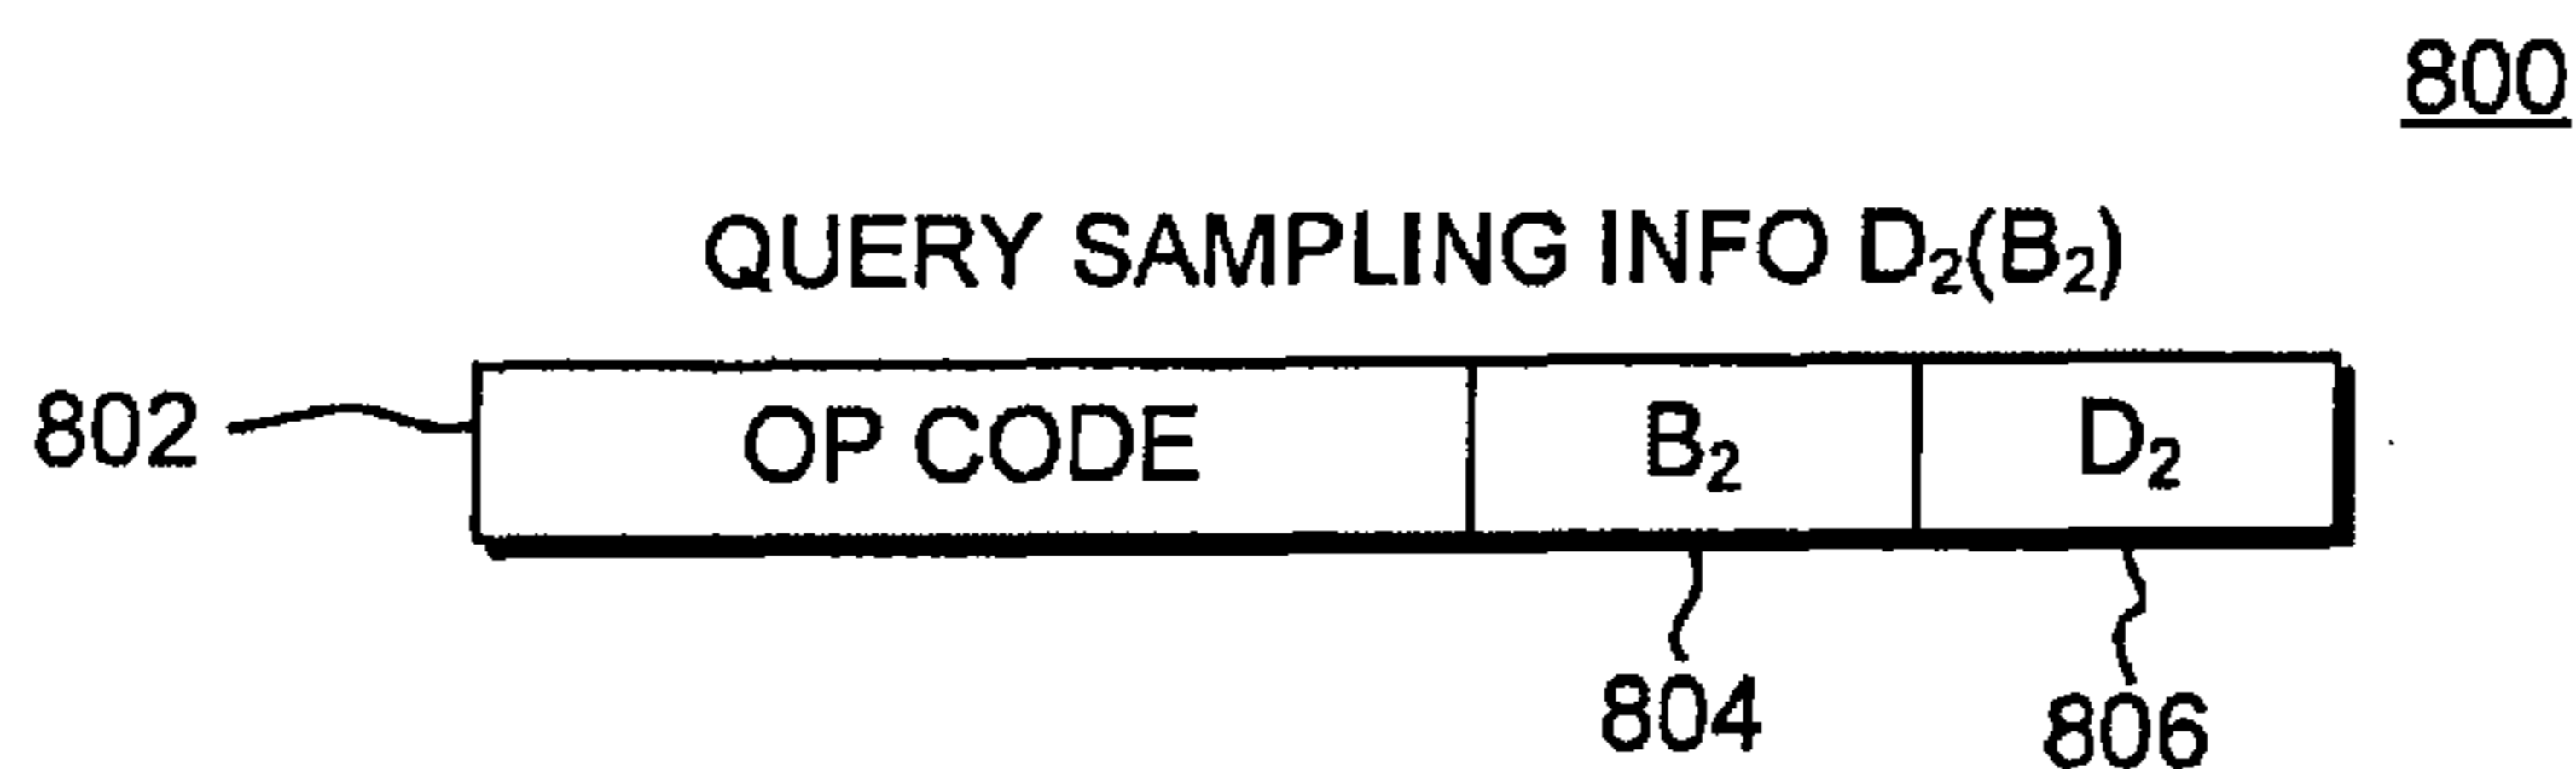 800
QUERY SAMPLING INFO D₂(B₂)
802 OP CODE B₂ D₂
804 806